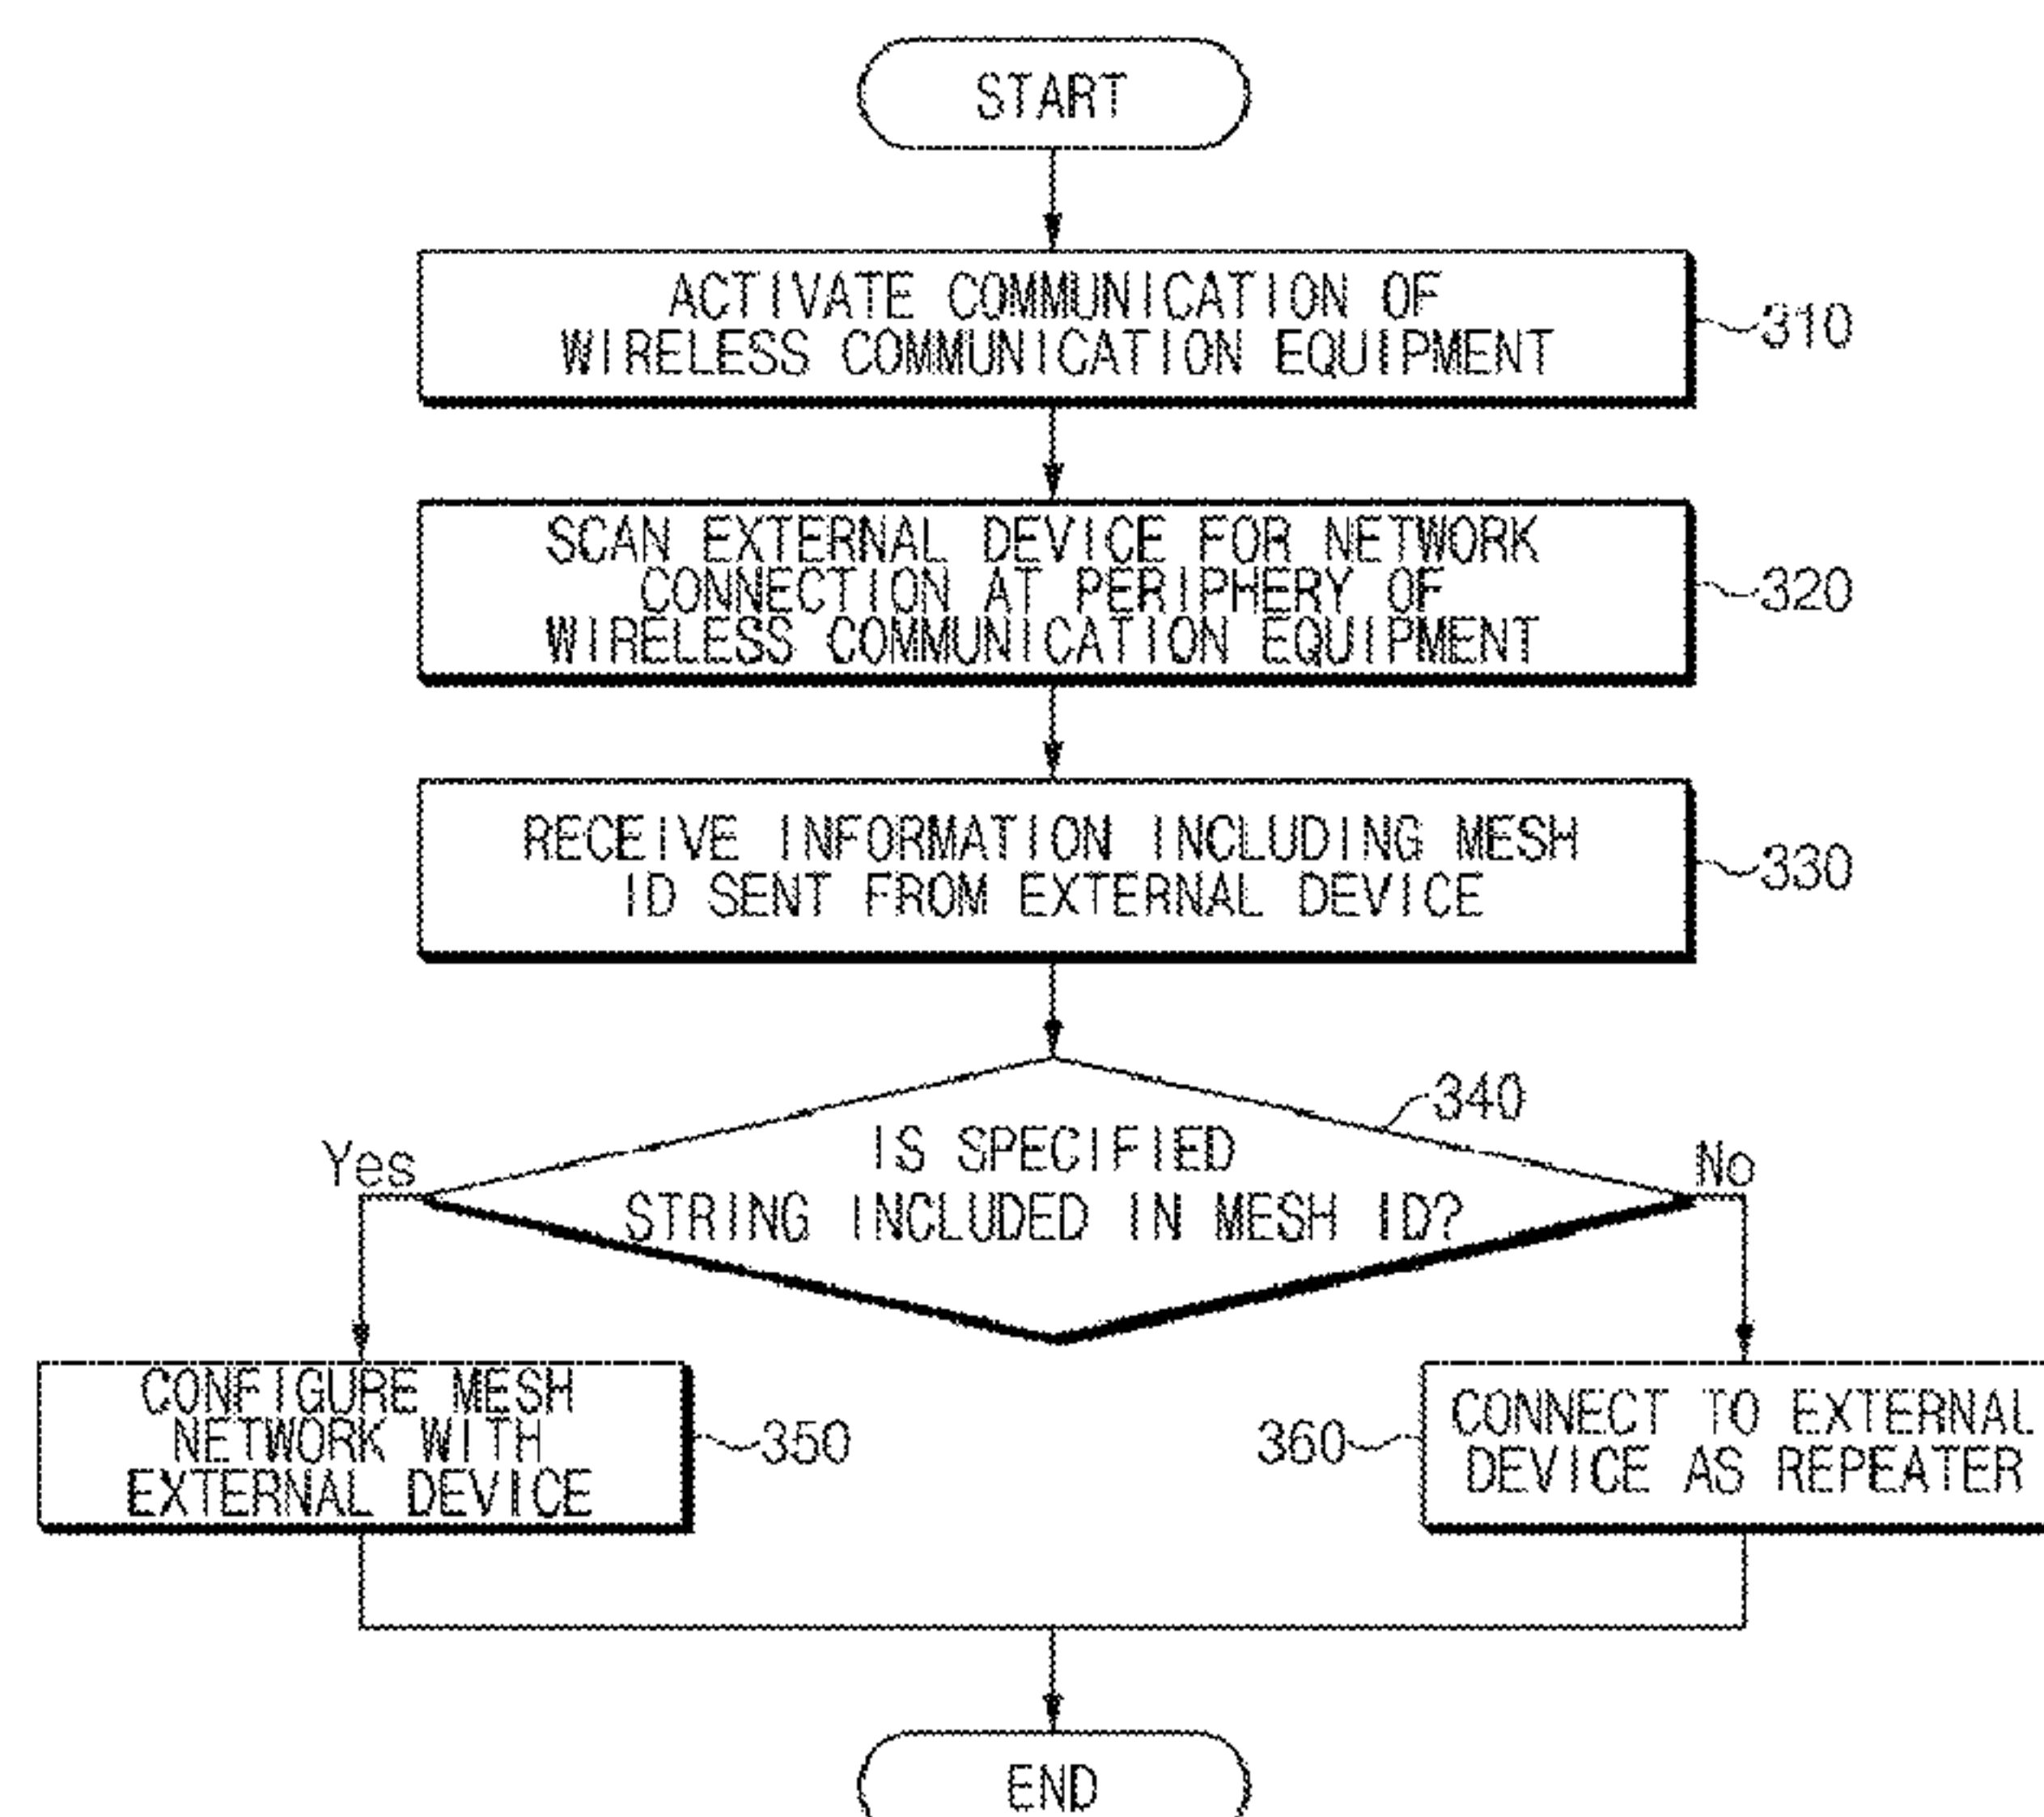 START
ACTIVATE COMMUNICATION OF
WIRELESS COMMUNICATION EQUIPMENT
310
SCAN EXTERNAL DEVICE FOR NETWORK
CONNECTION AT PERIPHERY OF
WIRELESS COMMUNICATION EQUIPMENT
320
RECEIVE INFORMATION INCLUDING MESH
ID SENT FROM EXTERNAL DEVICE
330
340
IS SPECIFIED
STRING INCLUDED IN MESH ID?
Yes
No
CONFIGURE MESH
NETWORK WITH
EXTERNAL DEVICE
350
360
CONNECT TO EXTERNAL
DEVICE AS REPEATER
END